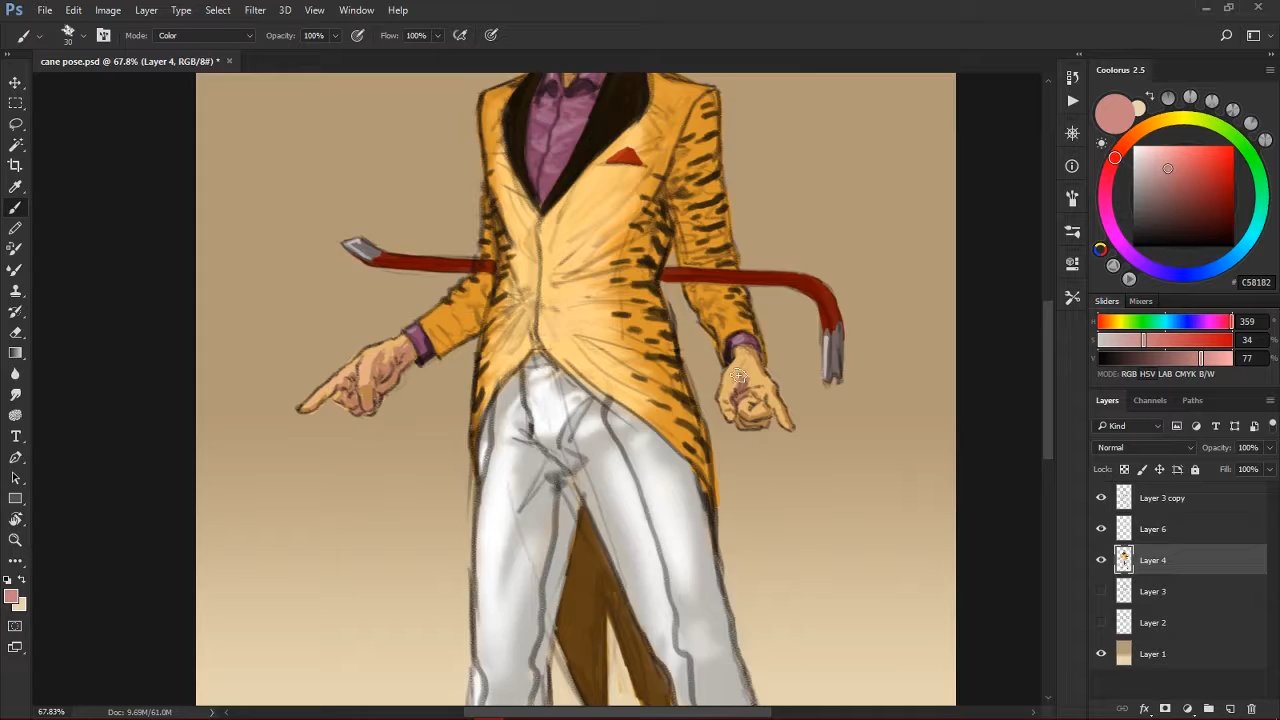 Ps File Edit Image Layer Type Select Filter 3D View Window Help
30 Mode: Color Opacity: 100% Flow: 100%
cane pose.psd @ 67.8% (Layer 4, RGB/8#) * ×
Coolorus 2.5
# C58182
Sliders Mixers
H 359 °
S 34 %
V 77 %
MODE: RGB HSV LAB CMYK B/W
Layers Channels Paths
Kind
Normal Opacity: 100%
Lock: Fill: 100%
Layer 3 copy
Layer 6
Layer 4
Layer 3
Layer 2
Layer 1
67.83% Doc: 9.69M/61.0M